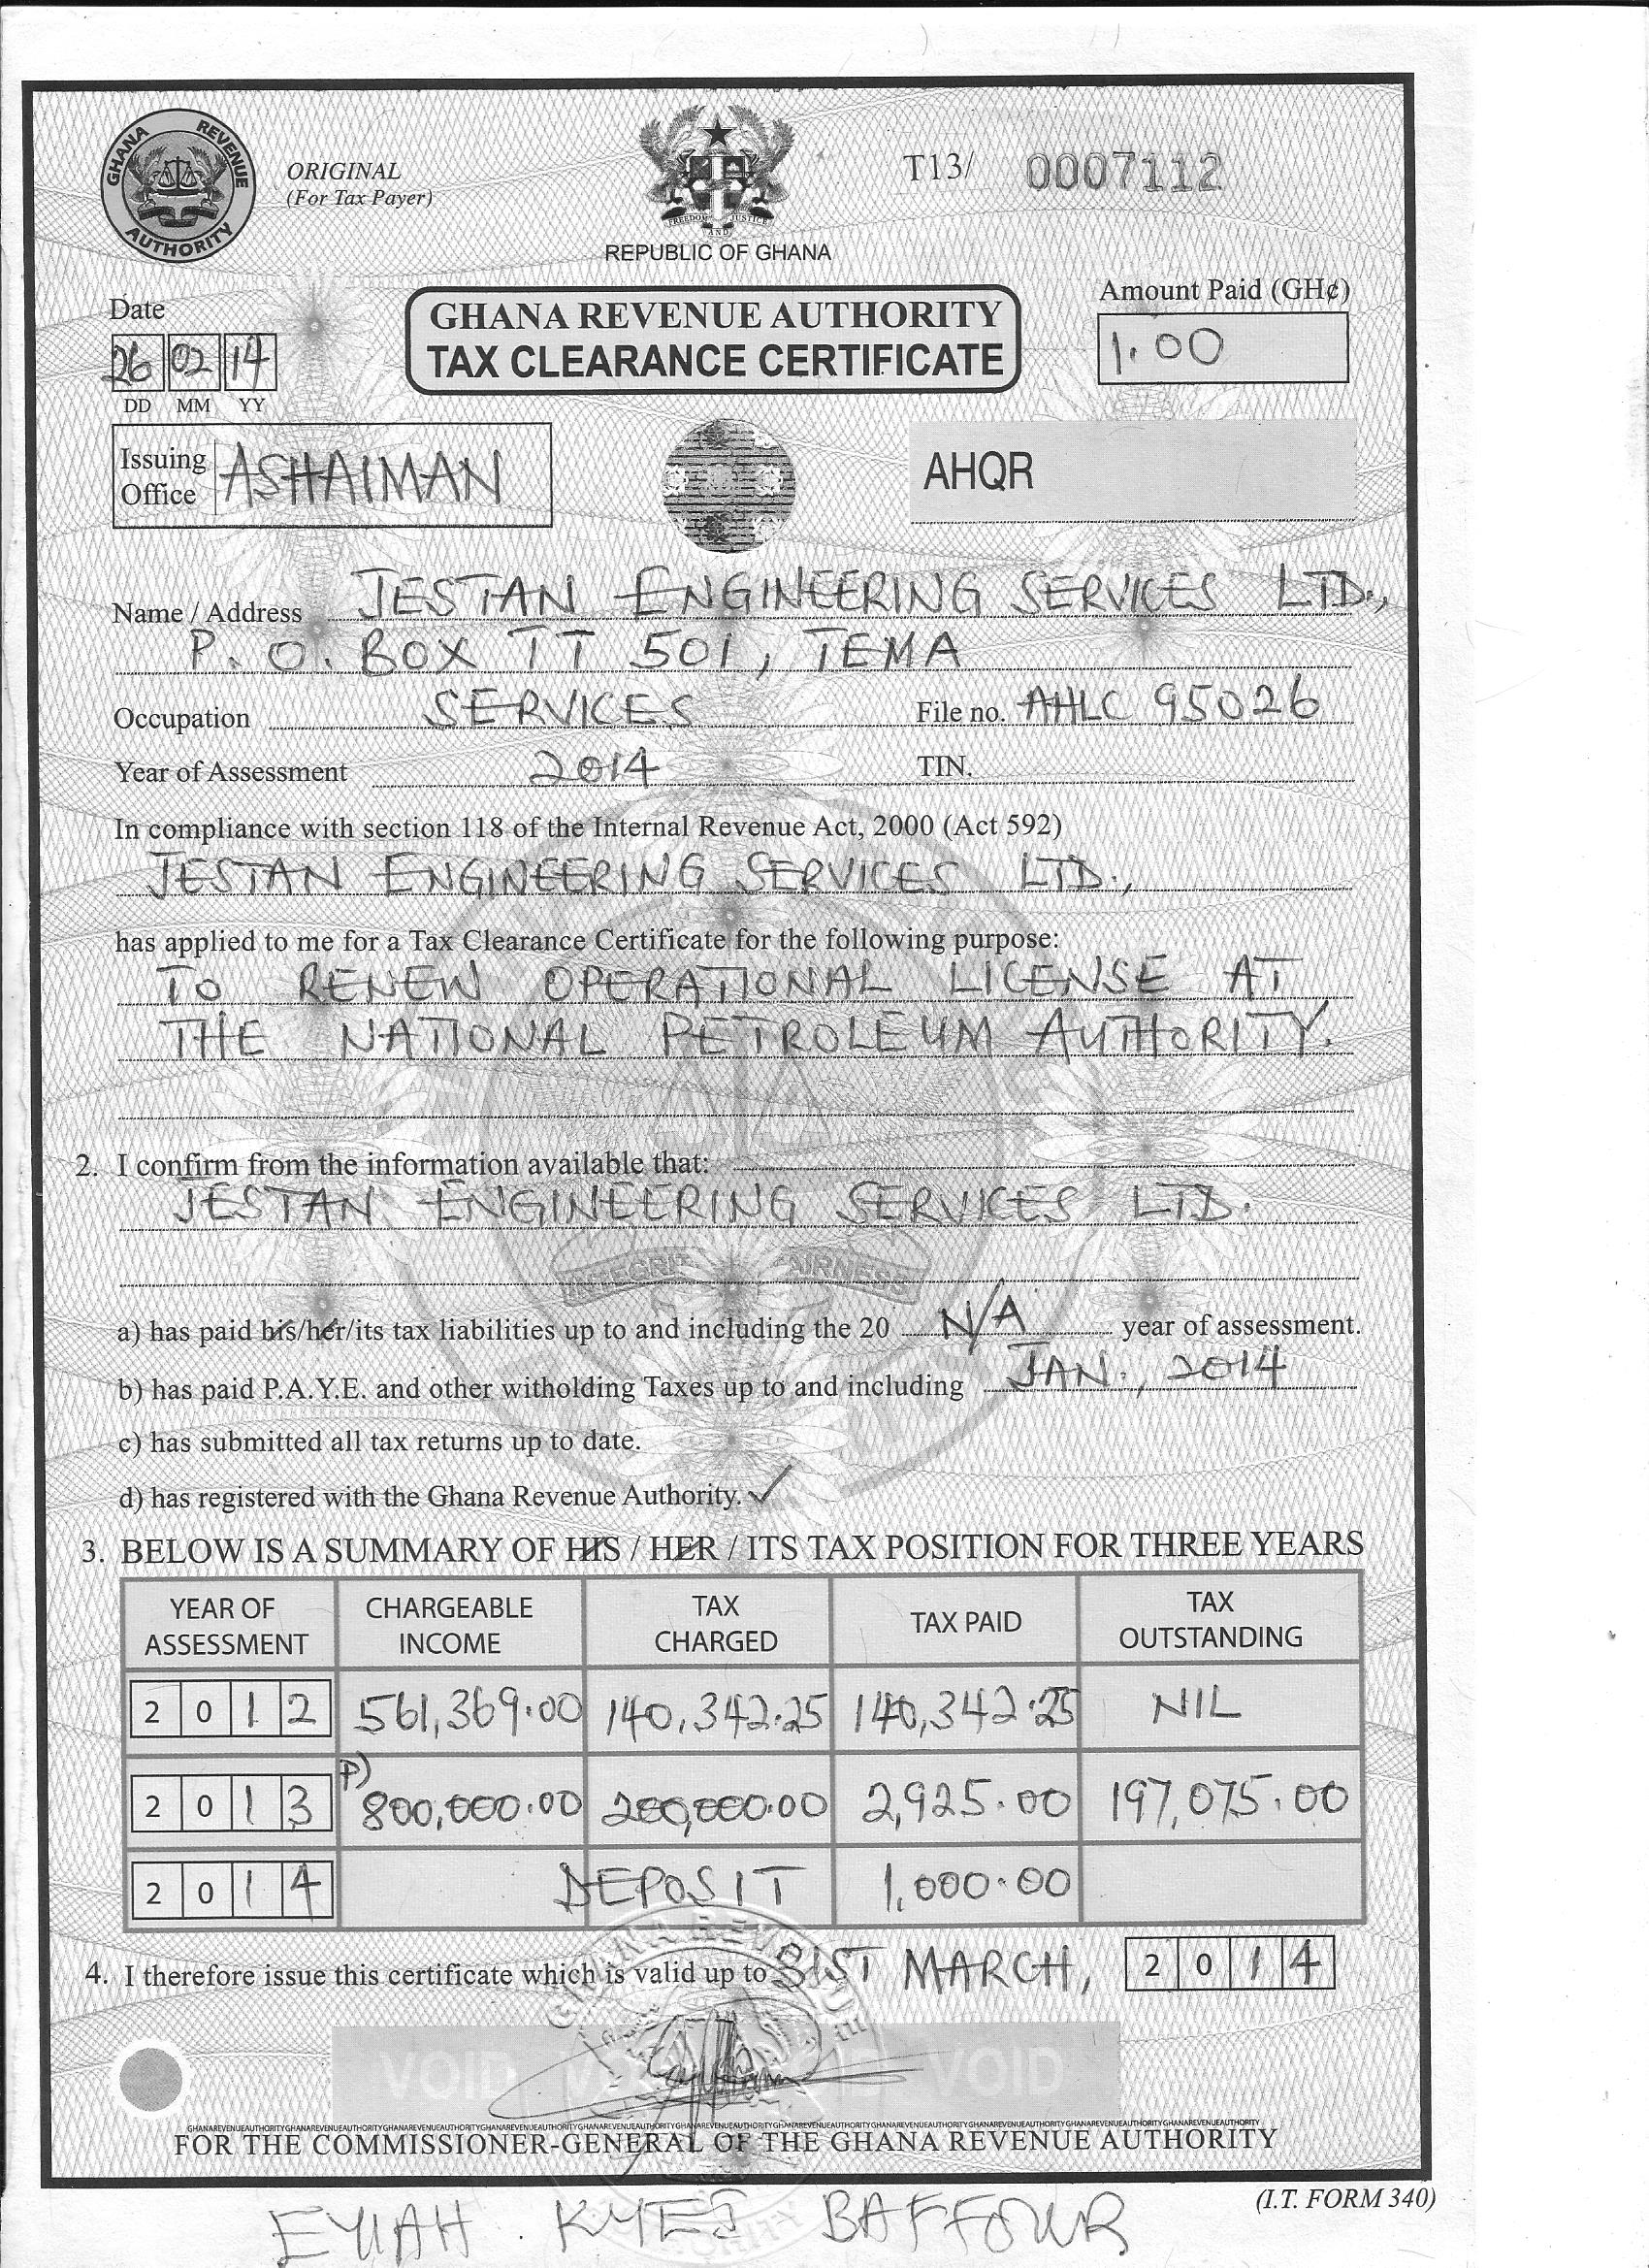 GHANA REVENUE AUTHORITY
ORIGINAL
(For Tax Payer)
FREEDOM AND JUSTICE
REPUBLIC OF GHANA
T13/ 0007112
Date
26 02 14
DD MM YY
GHANA REVENUE AUTHORITY
TAX CLEARANCE CERTIFICATE
Amount Paid (GH¢)
1.00
Issuing Office ASHAIMAN
AHQR
Name / Address JESTAN ENGINEERING SERVICES LTD.,
P. O. BOX TT 501, TEMA
Occupation SERVICES File no. AHLC 95026
Year of Assessment 2014 TIN.
In compliance with section 118 of the Internal Revenue Act, 2000 (Act 592)
JESTAN ENGINEERING SERVICES LTD.,
has applied to me for a Tax Clearance Certificate for the following purpose:
TO RENEW OPERATIONAL LICENSE AT
THE NATIONAL PETROLEUM AUTHORITY.
2. I confirm from the information available that:
JESTAN ENGINEERING SERVICES LTD.
a) has paid his/her/its tax liabilities up to and including the 20 N/A year of assessment.
b) has paid P.A.Y.E. and other witholding Taxes up to and including JAN., 2014
c) has submitted all tax returns up to date.
d) has registered with the Ghana Revenue Authority. ✓
3. BELOW IS A SUMMARY OF HIS / HER / ITS TAX POSITION FOR THREE YEARS
YEAR OF ASSESSMENT CHARGEABLE INCOME TAX CHARGED TAX PAID TAX OUTSTANDING
2012 561,369.00 140,342.25 140,342.25 NIL
2013 P) 800,000.00 200,000.00 2,925.00 197,075.00
2014 DEPOSIT 1,000.00
4. I therefore issue this certificate which is valid up to 31ST MARCH, 2014
VOID VOID VOID VOID
GHANAREVENUEAUTHORITYGHANAREVENUEAUTHORITYGHANAREVENUEAUTHORITY
FOR THE COMMISSIONER-GENERAL OF THE GHANA REVENUE AUTHORITY
(I.T. FORM 340)
KYEI BAFFOUR